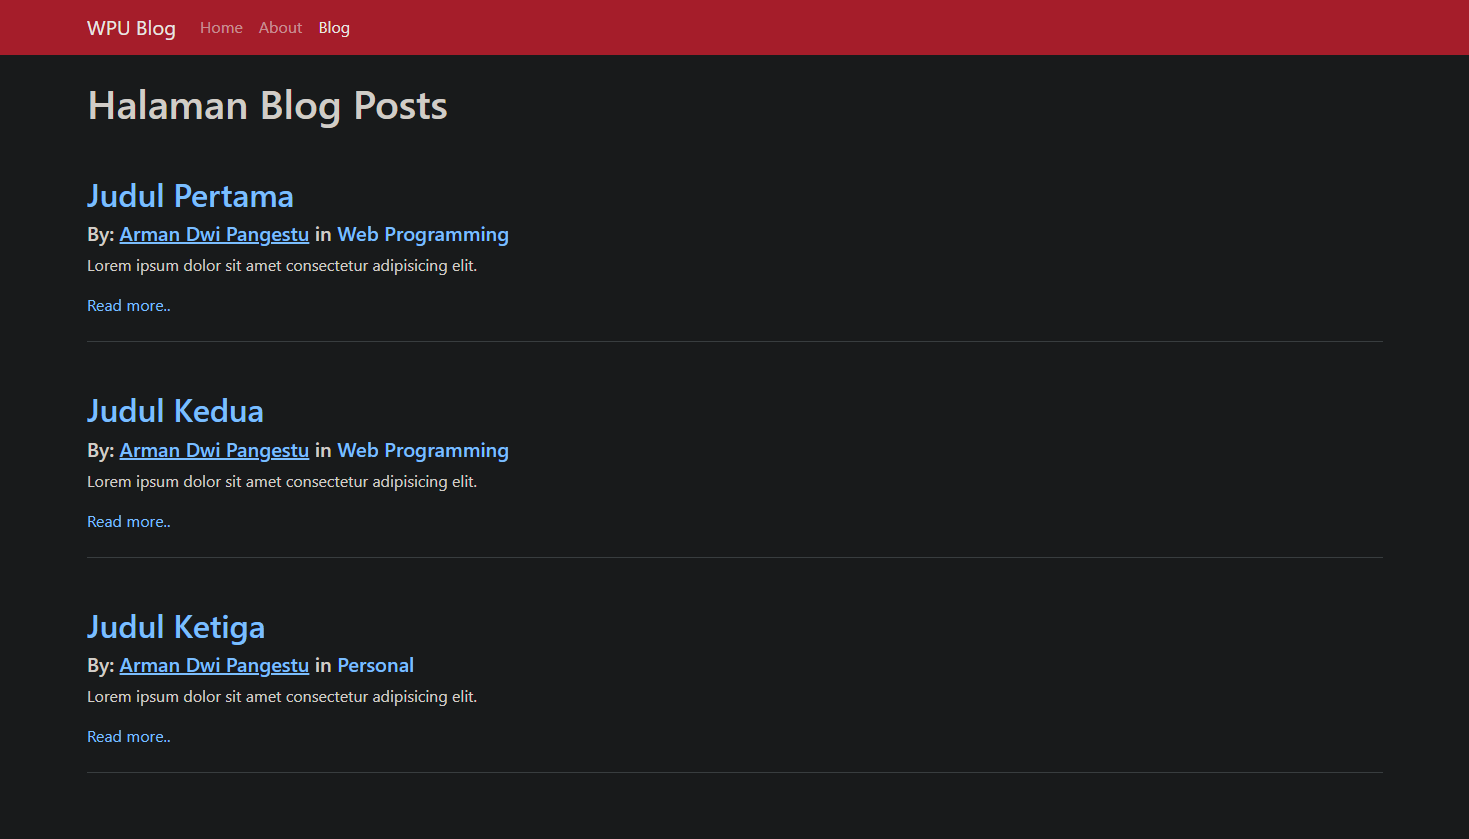 WPU Blog Home About Blog
Halaman Blog Posts
Judul Pertama
By: Arman Dwi Pangestu in Web Programming
Lorem ipsum dolor sit amet consectetur adipisicing elit.
Read more..
Judul Kedua
By: Arman Dwi Pangestu in Web Programming
Lorem ipsum dolor sit amet consectetur adipisicing elit.
Read more..
Judul Ketiga
By: Arman Dwi Pangestu in Personal
Lorem ipsum dolor sit amet consectetur adipisicing elit.
Read more..